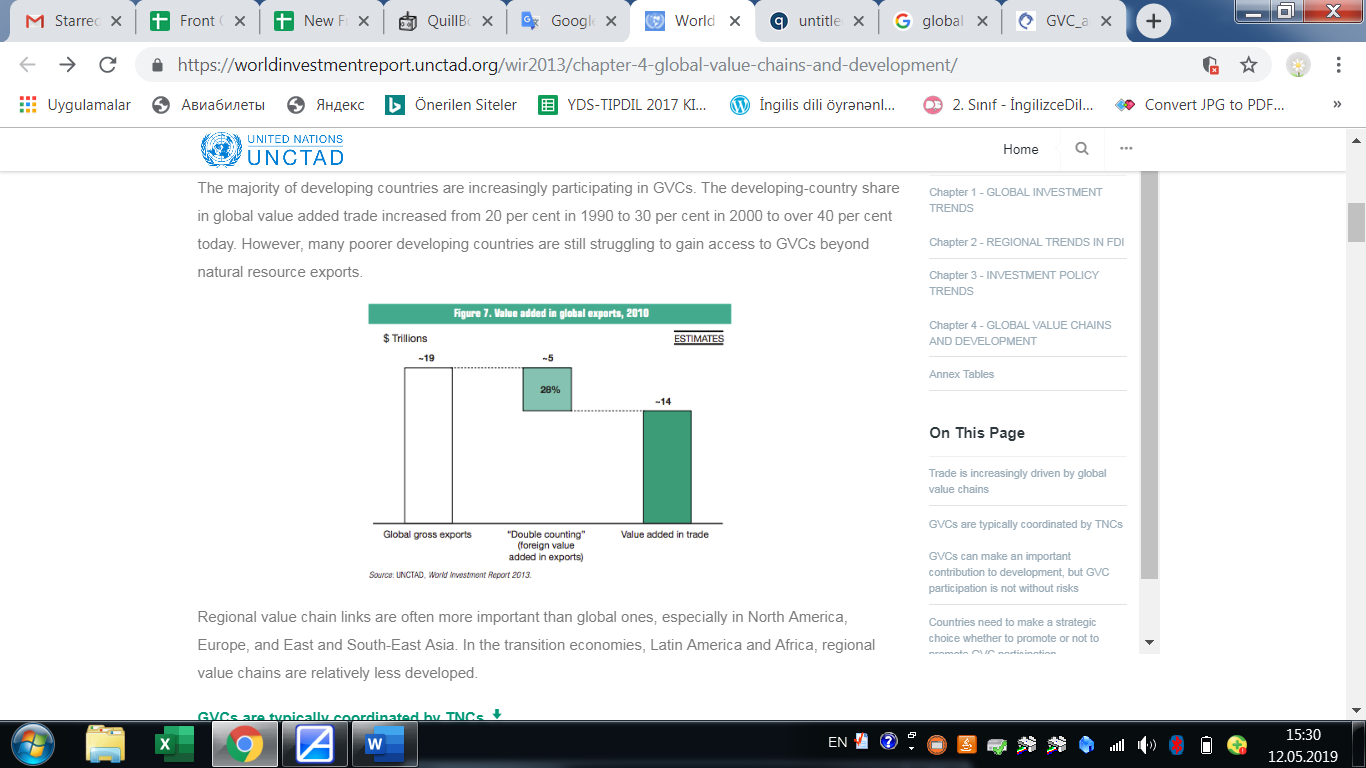 Starred
Front
New F
QuillBo
Google
World
untitle
global
GVC_a
https://worldinvestmentreport.unctad.org/wir2013/chapter-4-global-value-chains-and-development/
Uygulamalar
Авиабилеты
Яндекс
Önerilen Siteler
YDS-TIPDIL 2017 KI...
İngilis dili öyrənənl...
2. Sınıf - İngilizceDil...
Convert JPG to PDF...
»
UNITED NATIONS
UNCTAD
Home
The majority of developing countries are increasingly participating in GVCs. The developing-country share
in global value added trade increased from 20 per cent in 1990 to 30 per cent in 2000 to over 40 per cent
today. However, many poorer developing countries are still struggling to gain access to GVCs beyond
natural resource exports.
Figure 7. Value added in global exports, 2010
$ Trillions
ESTIMATES
~19
~5
28%
~14
Global gross exports
"Double counting"
(foreign value
added in exports)
Value added in trade
Source: UNCTAD, World Investment Report 2013.
Regional value chain links are often more important than global ones, especially in North America,
Europe, and East and South-East Asia. In the transition economies, Latin America and Africa, regional
value chains are relatively less developed.
GVCs are typically coordinated by TNCs
Chapter 1 - GLOBAL INVESTMENT
TRENDS
Chapter 2 - REGIONAL TRENDS IN FDI
Chapter 3 - INVESTMENT POLICY
TRENDS
Chapter 4 - GLOBAL VALUE CHAINS
AND DEVELOPMENT
Annex Tables
On This Page
Trade is increasingly driven by global
value chains
GVCs are typically coordinated by TNCs
GVCs can make an important
contribution to development, but GVC
participation is not without risks
Countries need to make a strategic
choice whether to promote or not to
promote GVC participation
EN
15:30
12.05.2019